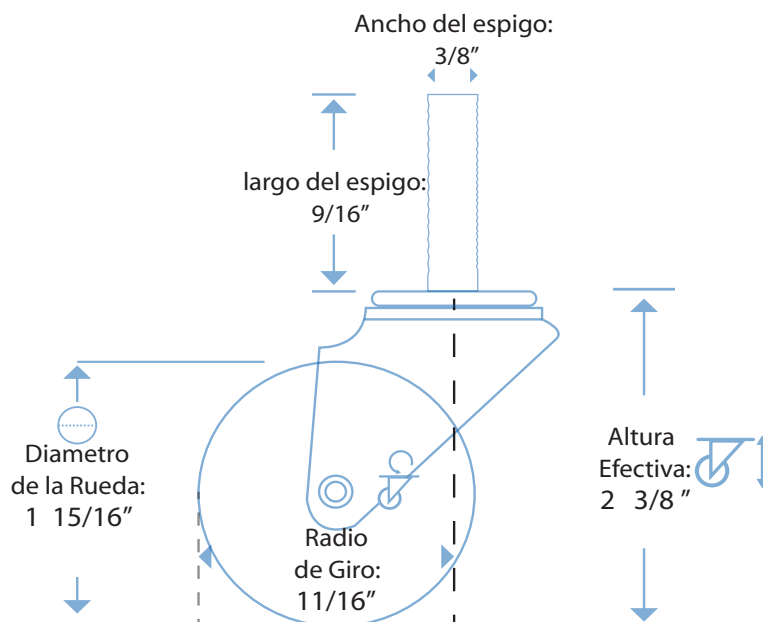 Ancho del espigo:
3/8”
largo del espigo:
9/16”
Diametro
de la Rueda:
1 15/16”
Radio
de Giro:
11/16”
Altura
Efectiva:
2 3/8 ”